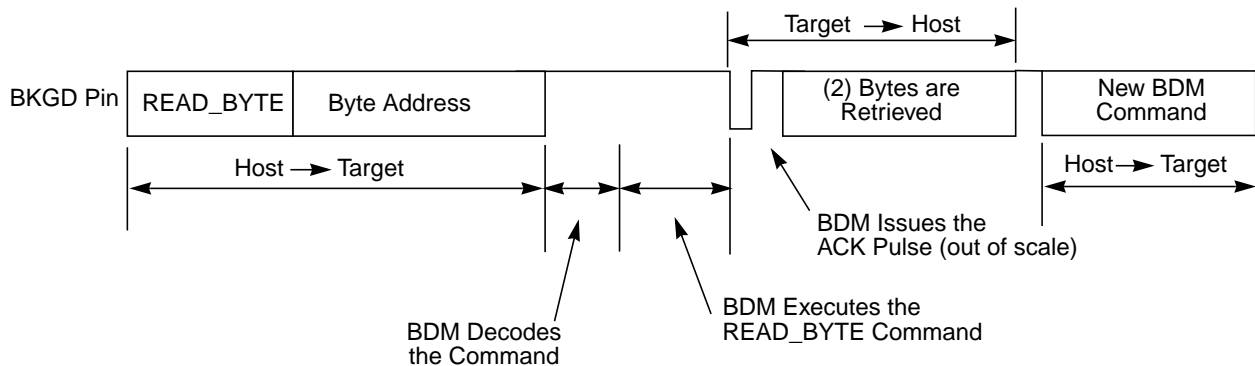 Target → Host
BKGD Pin
READ_BYTE
Byte Address
(2) Bytes are
Retrieved
New BDM
Command
Host → Target
Host → Target
BDM Issues the
ACK Pulse (out of scale)
BDM Decodes
the Command
BDM Executes the
READ_BYTE Command